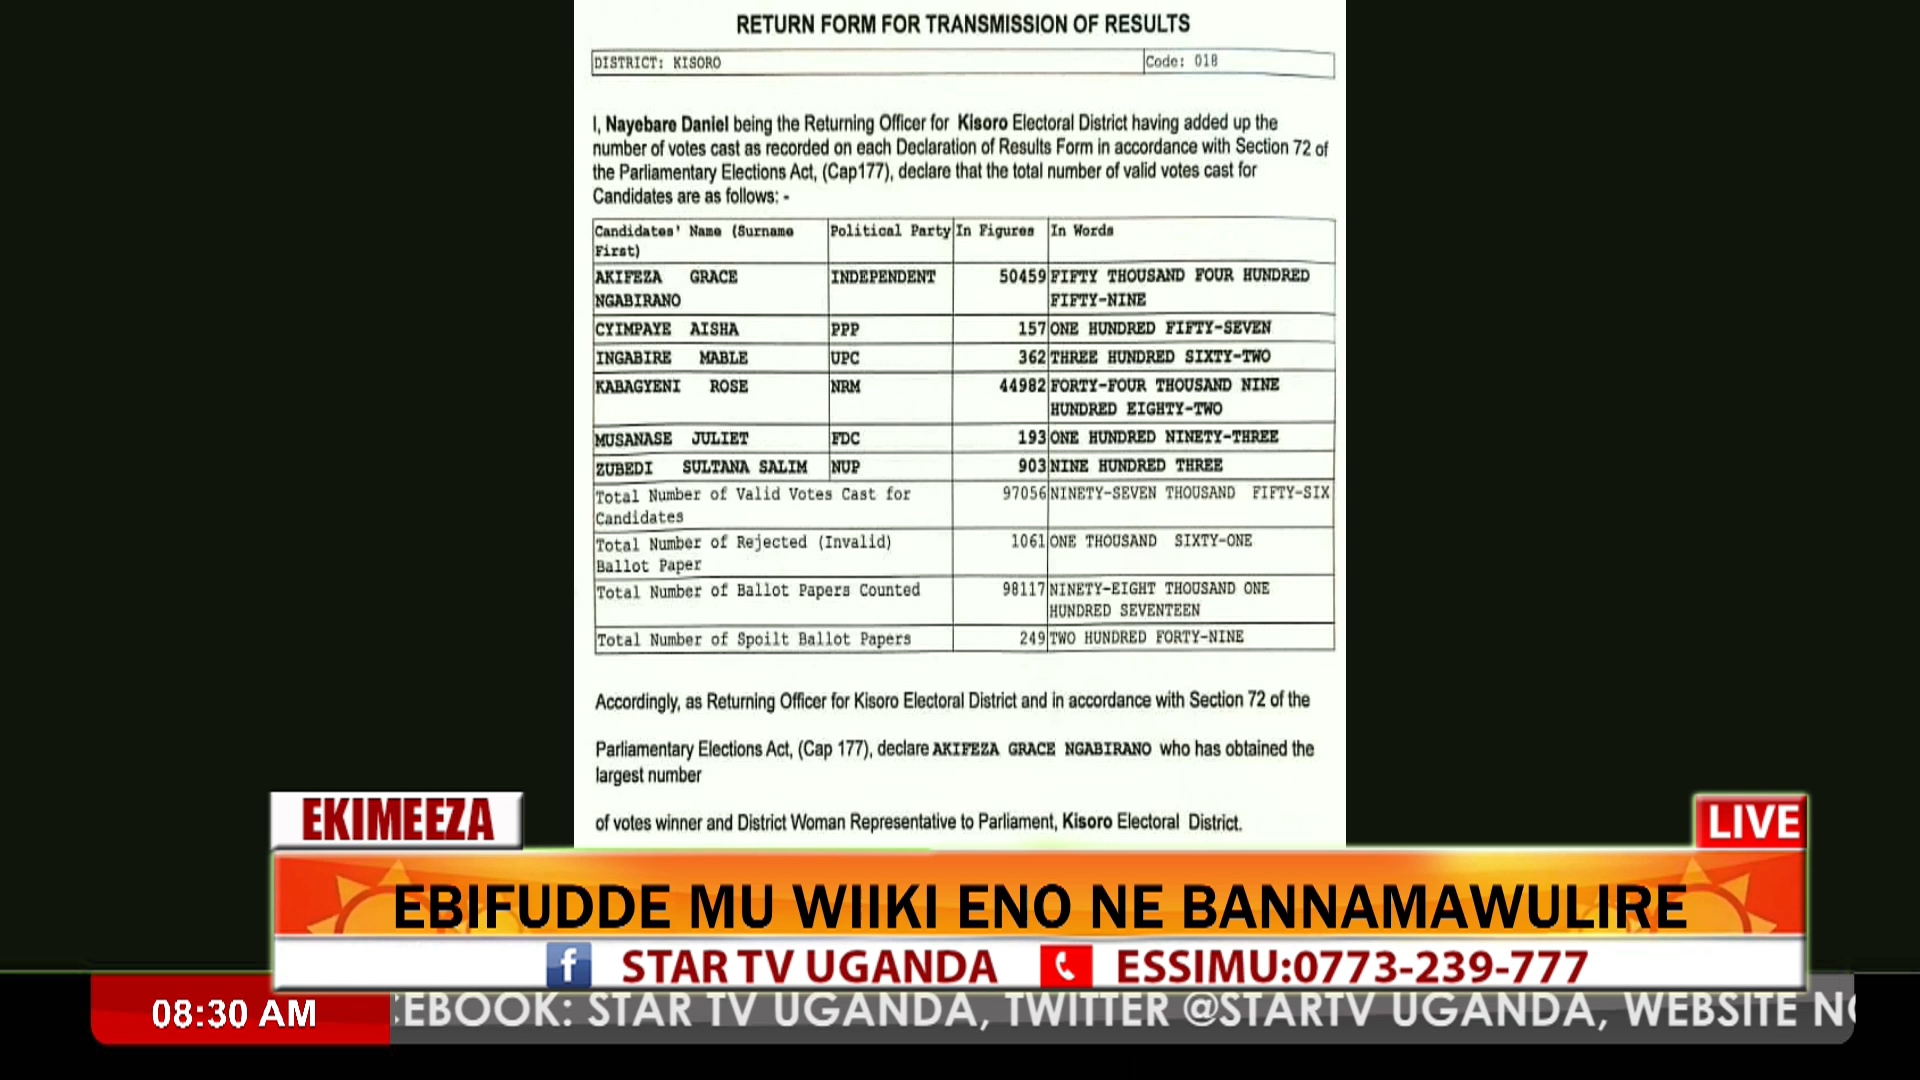 RETURN FORM FOR TRANSMISSION OF RESULTS
DISTRICT: KISORO Code: 018
I, Nayebare Daniel being the Returning Officer for Kisoro Electoral District having added up the
number of votes cast as recorded on each Declaration of Results Form in accordance with Section 72 of
the Parliamentary Elections Act, (Cap177), declare that the total number of valid votes cast for
Candidates are as follows: -
Candidates' Name (Surname Political Party In Figures In Words
First)
AKIFEZA GRACE INDEPENDENT 50459 FIFTY THOUSAND FOUR HUNDRED
NGABIRANO FIFTY-NINE
CYIMPAYE AISHA PPP 157 ONE HUNDRED FIFTY-SEVEN
INGABIRE MABLE UPC 362 THREE HUNDRED SIXTY-TWO
KABAGYENI ROSE NRM 44982 FORTY-FOUR THOUSAND NINE
HUNDRED EIGHTY-TWO
MUSANASE JULIET FDC 193 ONE HUNDRED NINETY-THREE
ZUBEDI SULTANA SALIM NUP 903 NINE HUNDRED THREE
Total Number of Valid Votes Cast for 97056 NINETY-SEVEN THOUSAND FIFTY-SIX
Candidates
Total Number of Rejected (Invalid) 1061 ONE THOUSAND SIXTY-ONE
Ballot Paper
Total Number of Ballot Papers Counted 98117 NINETY-EIGHT THOUSAND ONE
HUNDRED SEVENTEEN
Total Number of Spoilt Ballot Papers 249 TWO HUNDRED FORTY-NINE
Accordingly, as Returning Officer for Kisoro Electoral District and in accordance with Section 72 of the
Parliamentary Elections Act, (Cap 177), declare AKIFEZA GRACE NGABIRANO who has obtained the
largest number
of votes winner and District Woman Representative to Parliament, Kisoro Electoral District.
EKIMEEZA
LIVE
EBIFUDDE MU WIIKI ENO NE BANNAMAWULIRE
f STAR TV UGANDA ESSIMU:0773-239-777
08:30 AM CEBOOK: STAR TV UGANDA, TWITTER @STARTV UGANDA, WEBSITE